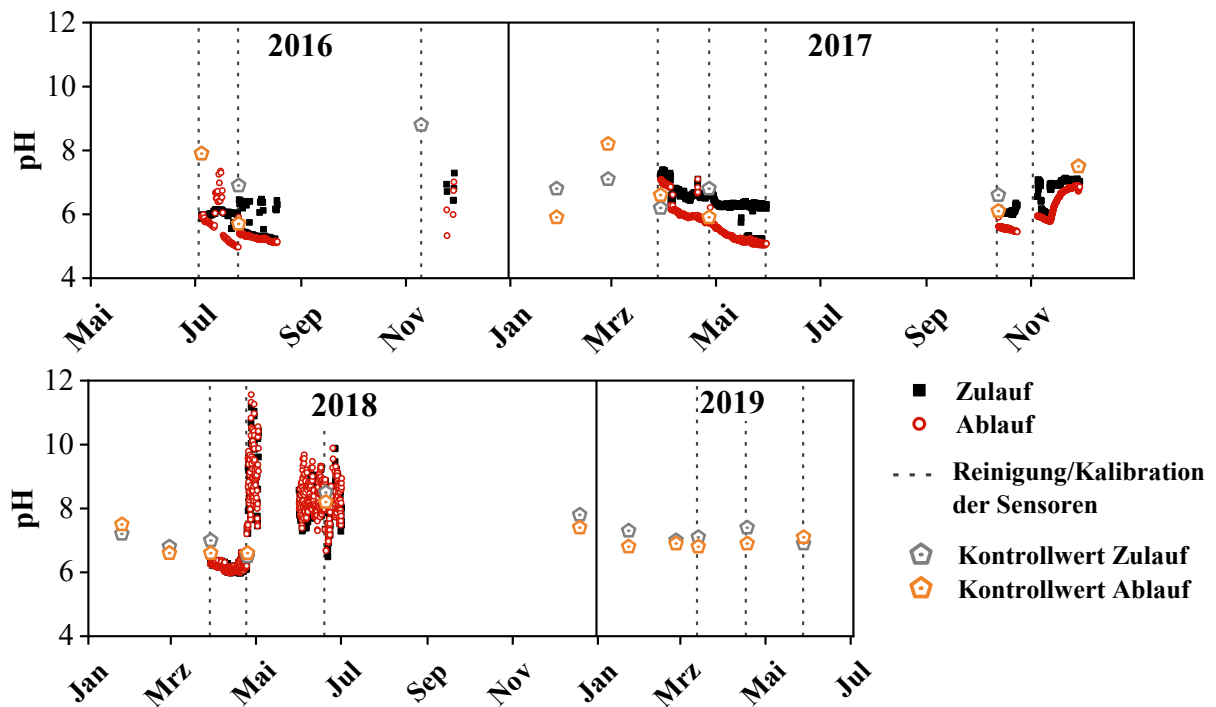 12
10
8
6
4
pH
2016
2017
Mai
Jul
Sep
Nov
Jan
Mrz
Mai
Jul
Sep
Nov
12
10
8
6
4
pH
2018
2019
Jan
Mrz
Mai
Jul
Sep
Nov
Jan
Mrz
Mai
Jul
Zulauf
Ablauf
Reinigung/Kalibration
der Sensoren
Kontrollwert Zulauf
Kontrollwert Ablauf